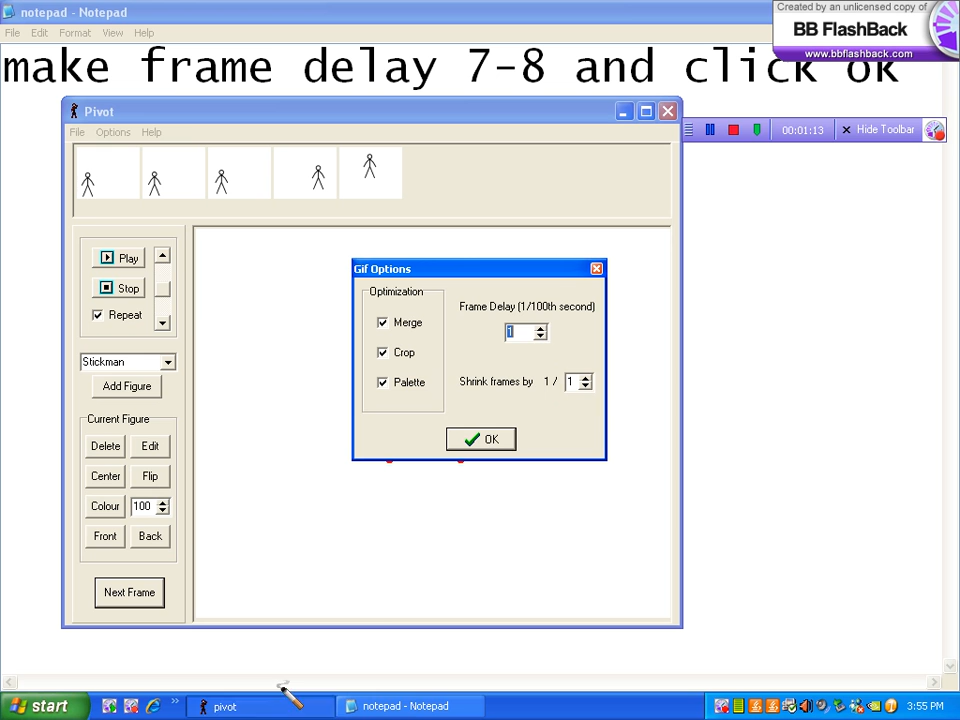 notepad - Notepad
Created by an unlicensed copy of
BB FlashBack
www.bbflashback.com
File Edit Format View Help
make frame delay 7-8 and click ok
Pivot
00:01:13
Hide Toolbar
File Options Help
Play
Stop
Repeat
Stickman
Add Figure
Current Figure
Delete Edit
Center Flip
Colour 100
Front Back
Next Frame
Gif Options
Optimization
Merge
Crop
Palette
Frame Delay (1/100th second)
1
Shrink frames by 1 / 1
OK
start
pivot
notepad - Notepad
3:55 PM